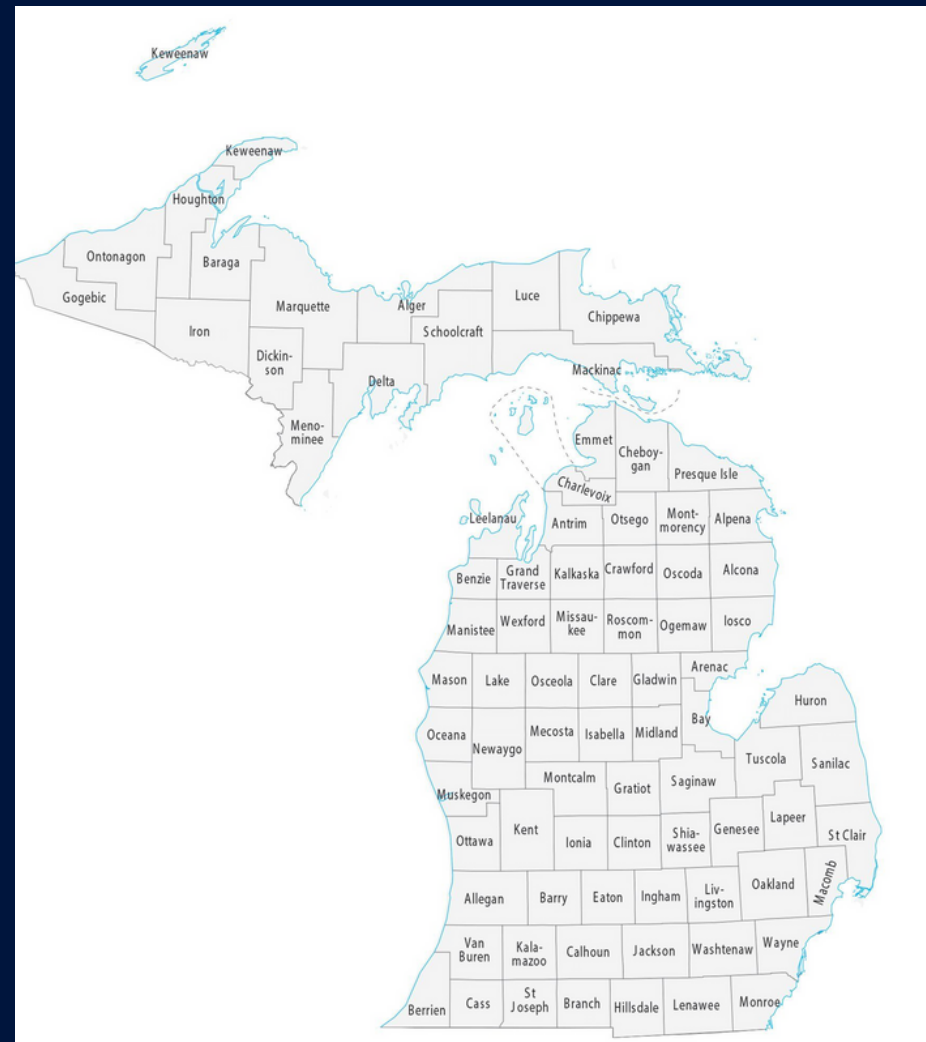 Keweenaw
Keweenaw
Houghton
Ontonagon
Baraga
Gogebic
Iron
Marquette
Alger
Luce
Chippewa
Schoolcraft
Dickin-
son
Delta
Mackinac
Meno-
minee
Emmet
Cheboy-
gan
Presque Isle
Charlevoix
Leelanau
Antrim
Otsego
Mont-
morency
Alpena
Benzie
Grand
Traverse
Kalkaska
Crawford
Oscoda
Alcona
Manistee
Wexford
Missau-
kee
Roscom-
mon
Ogemaw
Iosco
Arenac
Mason
Lake
Osceola
Clare
Gladwin
Huron
Bay
Oceana
Newaygo
Mecosta
Isabella
Midland
Tuscola
Sanilac
Muskegon
Montcalm
Gratiot
Saginaw
Ottawa
Kent
Ionia
Clinton
Shia-
wassee
Genesee
Lapeer
St Clair
Allegan
Barry
Eaton
Ingham
Liv-
ingston
Oakland
Macomb
Van
Buren
Kala-
mazoo
Calhoun
Jackson
Washtenaw
Wayne
Berrien
Cass
St
Joseph
Branch
Hillsdale
Lenawee
Monroe